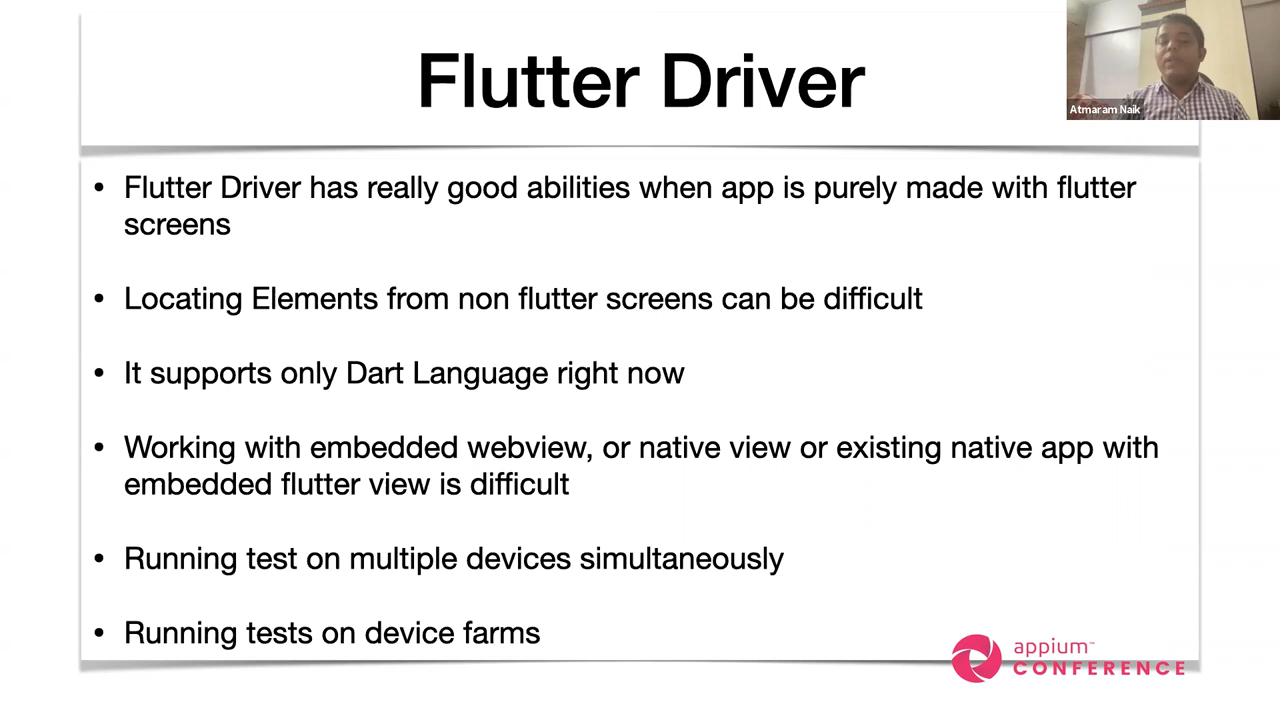 Flutter Driver
Atmaram Naik
• Flutter Driver has really good abilities when app is purely made with flutter
screens
• Locating Elements from non flutter screens can be difficult
• It supports only Dart Language right now
• Working with embedded webview, or native view or existing native app with
embedded flutter view is difficult
• Running test on multiple devices simultaneously
• Running tests on device farms
appium™
CONFERENCE